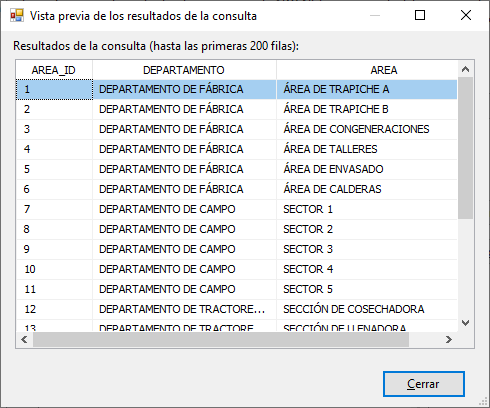 Vista previa de los resultados de la consulta
Resultados de la consulta (hasta las primeras 200 filas):
AREA_ID DEPARTAMENTO AREA
1 DEPARTAMENTO DE FÁBRICA ÁREA DE TRAPICHE A
2 DEPARTAMENTO DE FÁBRICA ÁREA DE TRAPICHE B
3 DEPARTAMENTO DE FÁBRICA ÁREA DE CONGENERACIONES
4 DEPARTAMENTO DE FÁBRICA ÁREA DE TALLERES
5 DEPARTAMENTO DE FÁBRICA ÁREA DE ENVASADO
6 DEPARTAMENTO DE FÁBRICA ÁREA DE CALDERAS
7 DEPARTAMENTO DE CAMPO SECTOR 1
8 DEPARTAMENTO DE CAMPO SECTOR 2
9 DEPARTAMENTO DE CAMPO SECTOR 3
10 DEPARTAMENTO DE CAMPO SECTOR 4
11 DEPARTAMENTO DE CAMPO SECTOR 5
12 DEPARTAMENTO DE TRACTORE... SECCIÓN DE COSECHADORA
13 DEPARTAMENTO DE TRACTORE... SECCIÓN DE LLENADORA
Cerrar